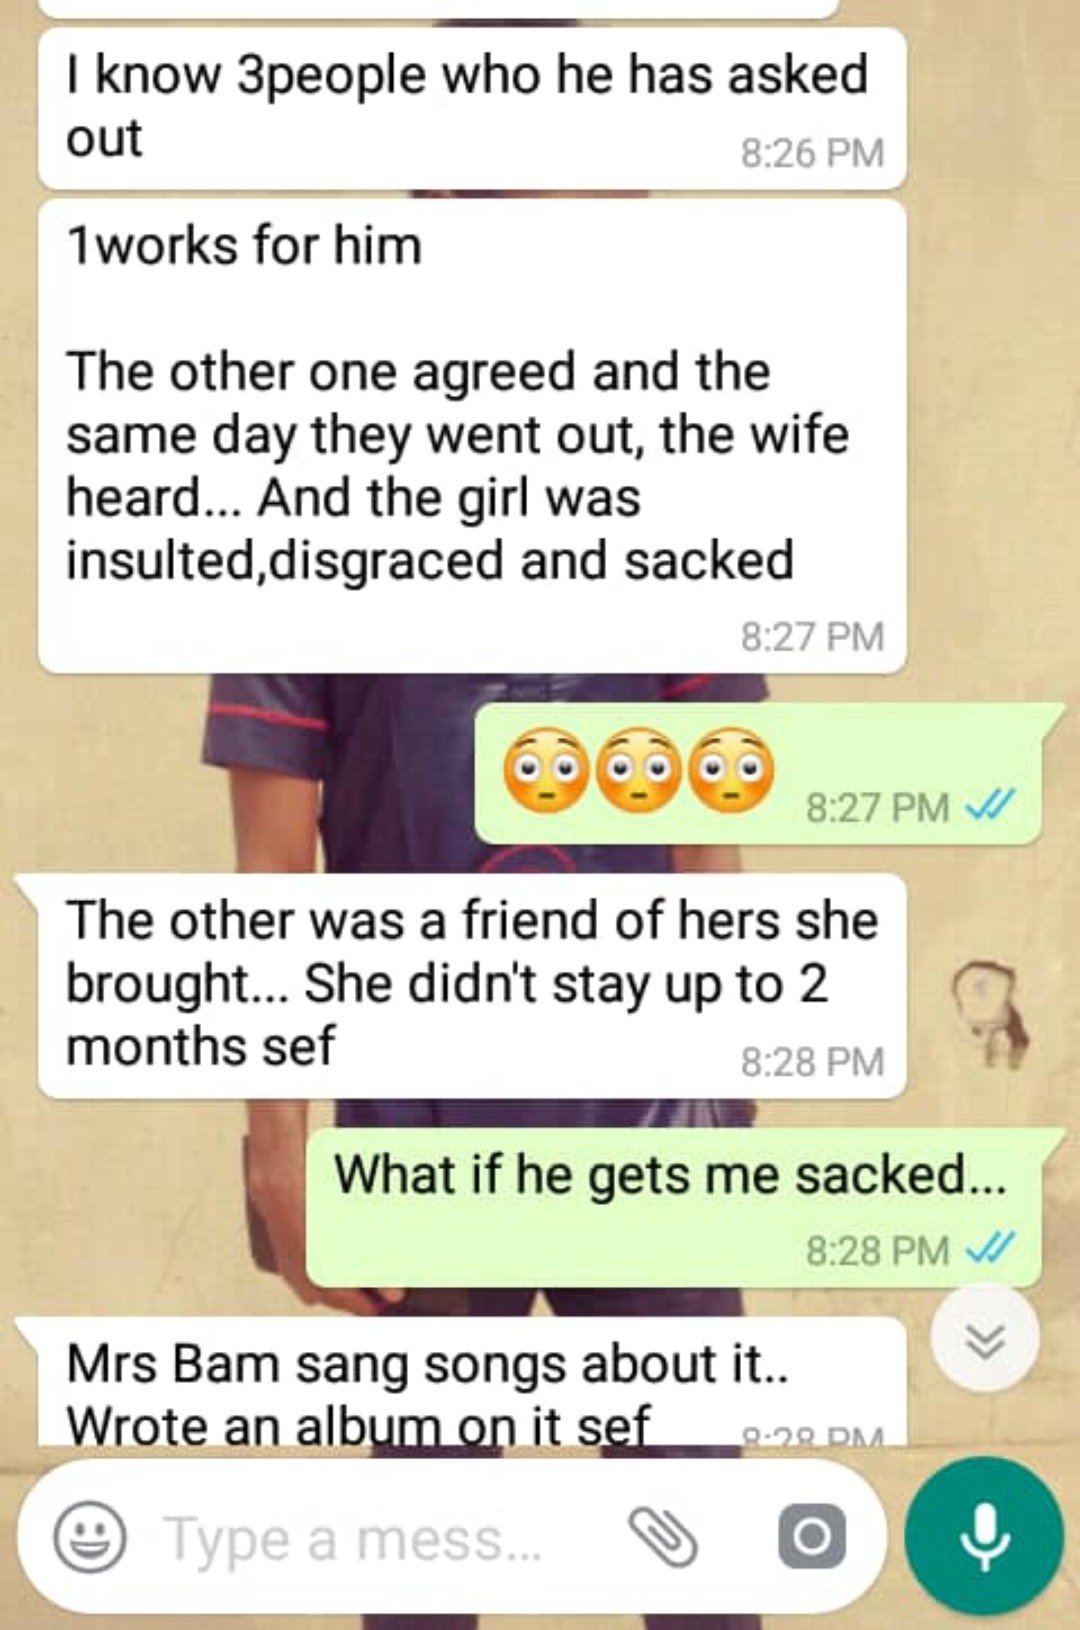 I know 3people who he has asked
out
8:26 PM
1works for him
The other one agreed and the
same day they went out, the wife
heard... And the girl was
insulted,disgraced and sacked
8:27 PM
😳😳😳 8:27 PM
The other was a friend of hers she
brought... She didn't stay up to 2
months sef
8:28 PM
What if he gets me sacked...
8:28 PM
Mrs Bam sang songs about it..
Wrote an album on it sef
8:28 PM
Type a mess...